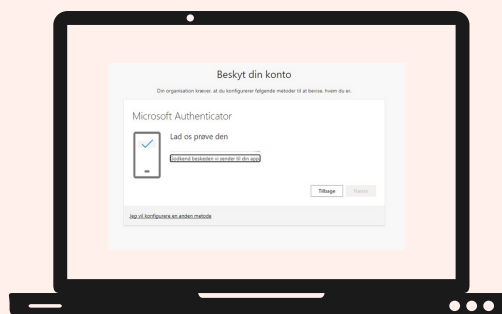 Beskyt din konto
Din organisation kræver, at du konfigurerer følgende metoder til at bevise, hvem du er.
Microsoft Authenticator
Lad os prøve den
Godkend beskeden vi sender til din app
Tilbage
Næste
Jeg vil konfigurere en anden metode